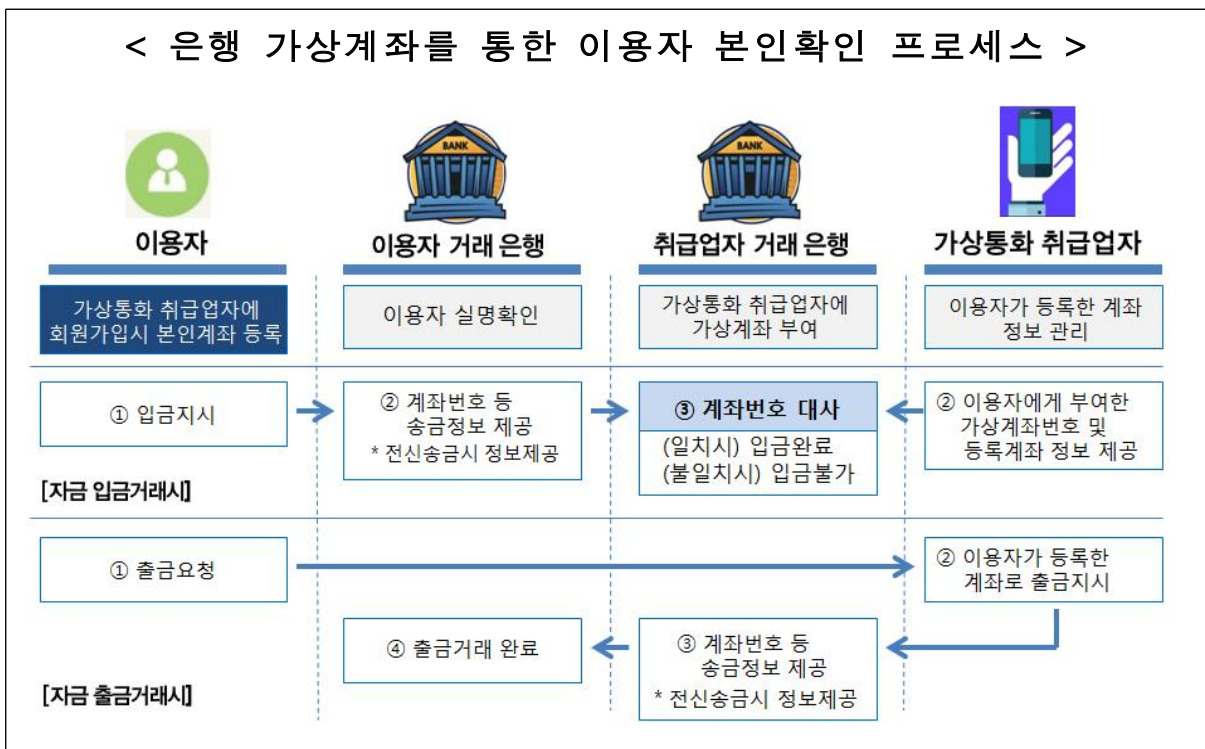 < 은행 가상계좌를 통한 이용자 본인확인 프로세스 >
BANK
BANK
이용자
이용자 거래 은행
취급업자 거래 은행
가상통화 취급업자
가상통화 취급업자에
회원가입시 본인계좌 등록
이용자 실명확인
가상통화 취급업자에
가상계좌 부여
이용자가 등록한 계좌
정보 관리
① 입금지시
② 계좌번호 등
송금정보 제공
* 전신송금시 정보제공
③ 계좌번호 대사
(일치시) 입금완료
(불일치시) 입금불가
② 이용자에게 부여한
가상계좌번호 및
등록계좌 정보 제공
[자금 입금거래시]
① 출금요청
② 이용자가 등록한
계좌로 출금지시
④ 출금거래 완료
③ 계좌번호 등
송금정보 제공
* 전신송금시 정보제공
[자금 출금거래시]